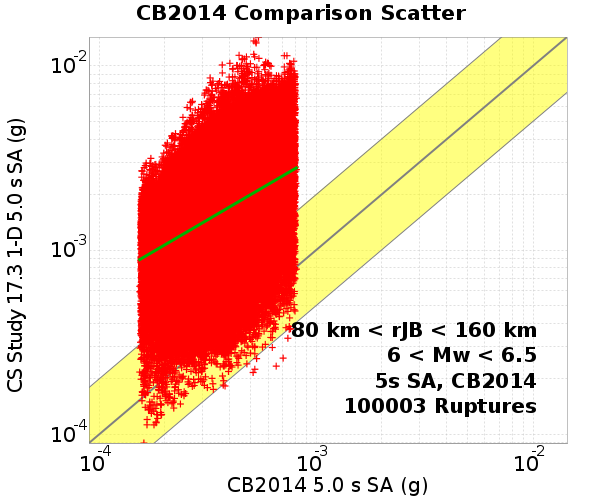 CB2014 Comparison Scatter
CS Study 17.3 1-D 5.0 s SA (g)
10-2
10-3
10-4
80 km < rJB < 160 km
6 < Mw < 6.5
5s SA, CB2014
100003 Ruptures
10-4 10-3 10-2
CB2014 5.0 s SA (g)